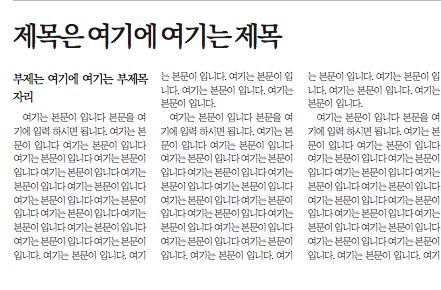 제목은 여기에 여기는 제목
부제는 여기에 여기는 부제목
자리
여기는 본문이 입니다 본문을 여
기에 입력 하시면 됩니다. 여기는 본
문이 입니다 여기는 본문이 입니다
여기는 본문이 입니다 여기는 본문이
입니다 여기는 본문이 입니다 여기는
본문이 입니다 여기는 본문이 입니다
여기는 본문이 입니다 여기는 본문이
입니다 여기는 본문이 입니다 여기는
본문이 입니다 여기는 본문이 입니다
여기는 본문이 입니다 여기는 본문이
입니다. 여기는 본문이 입니다. 여기
는 본문이 입니다. 여기는 본문이 입
니다. 여기는 본문이 입니다. 여기는
본문이 입니다.
여기는 본문이 입니다 본문을 여
기에 입력 하시면 됩니다. 여기는 본
문이 입니다 여기는 본문이 입니다
여기는 본문이 입니다 여기는 본문이
입니다 여기는 본문이 입니다 여기는
본문이 입니다 여기는 본문이 입니다
여기는 본문이 입니다 여기는 본문이
입니다 여기는 본문이 입니다 여기는
본문이 입니다 여기는 본문이 입니다
여기는 본문이 입니다 여기는 본문이
입니다. 여기는 본문이 입니다. 여기
는 본문이 입니다. 여기는 본문이 입
니다. 여기는 본문이 입니다. 여기는
본문이 입니다.
여기는 본문이 입니다 본문을 여
기에 입력 하시면 됩니다. 여기는 본
문이 입니다 여기는 본문이 입니다
여기는 본문이 입니다 여기는 본문이
입니다 여기는 본문이 입니다 여기는
본문이 입니다 여기는 본문이 입니다
여기는 본문이 입니다 여기는 본문이
입니다 여기는 본문이 입니다 여기는
본문이 입니다 여기는 본문이 입니다
여기는 본문이 입니다 여기는 본문이
입니다. 여기는 본문이 입니다. 여기